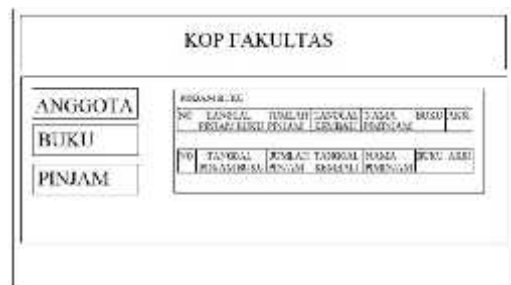 KOP FAKULTAS
ANGGOTA
BUKU
PINJAM
NO TANGGAL JUMLAH TANGGAL NAMA BUKU AKSI
PINJAM BUKU PINJAM KEMBALI PEMINJAM
NO TANGGAL JUMLAH TANGGAL NAMA BUKU AKSI
PINJAM BUKU PINJAM KEMBALI PEMINJAM